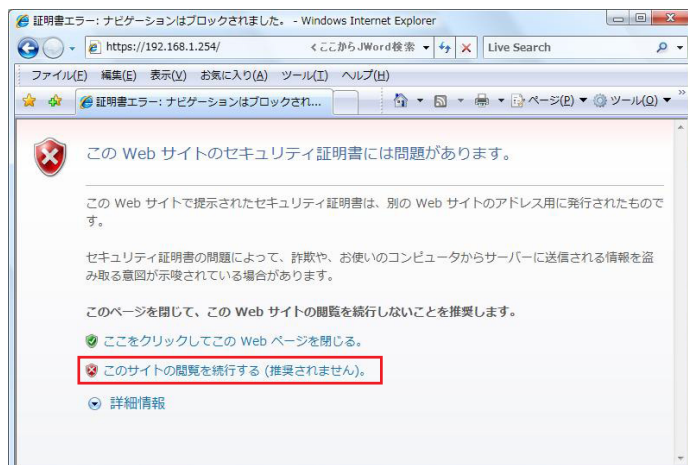 証明書エラー: ナビゲーションはブロックされました。 - Windows Internet Explorer
https://192.168.1.254/ くここからJWord検索 Live Search
ファイル(F) 編集(E) 表示(V) お気に入り(A) ツール(T) ヘルプ(H)
証明書エラー: ナビゲーションはブロックされ... ページ(P) ツール(O)
この Web サイトのセキュリティ証明書には問題があります。
この Web サイトで提示されたセキュリティ証明書は、別の Web サイトのアドレス用に発行されたもので
す。
セキュリティ証明書の問題によって、詐欺や、お使いのコンピュータからサーバーに送信される情報を盗
み取る意図が示唆されている場合があります。
このページを閉じて、この Web サイトの閲覧を続行しないことを推奨します。
ここをクリックしてこの Web ページを閉じる。
このサイトの閲覧を続行する (推奨されません)。
詳細情報